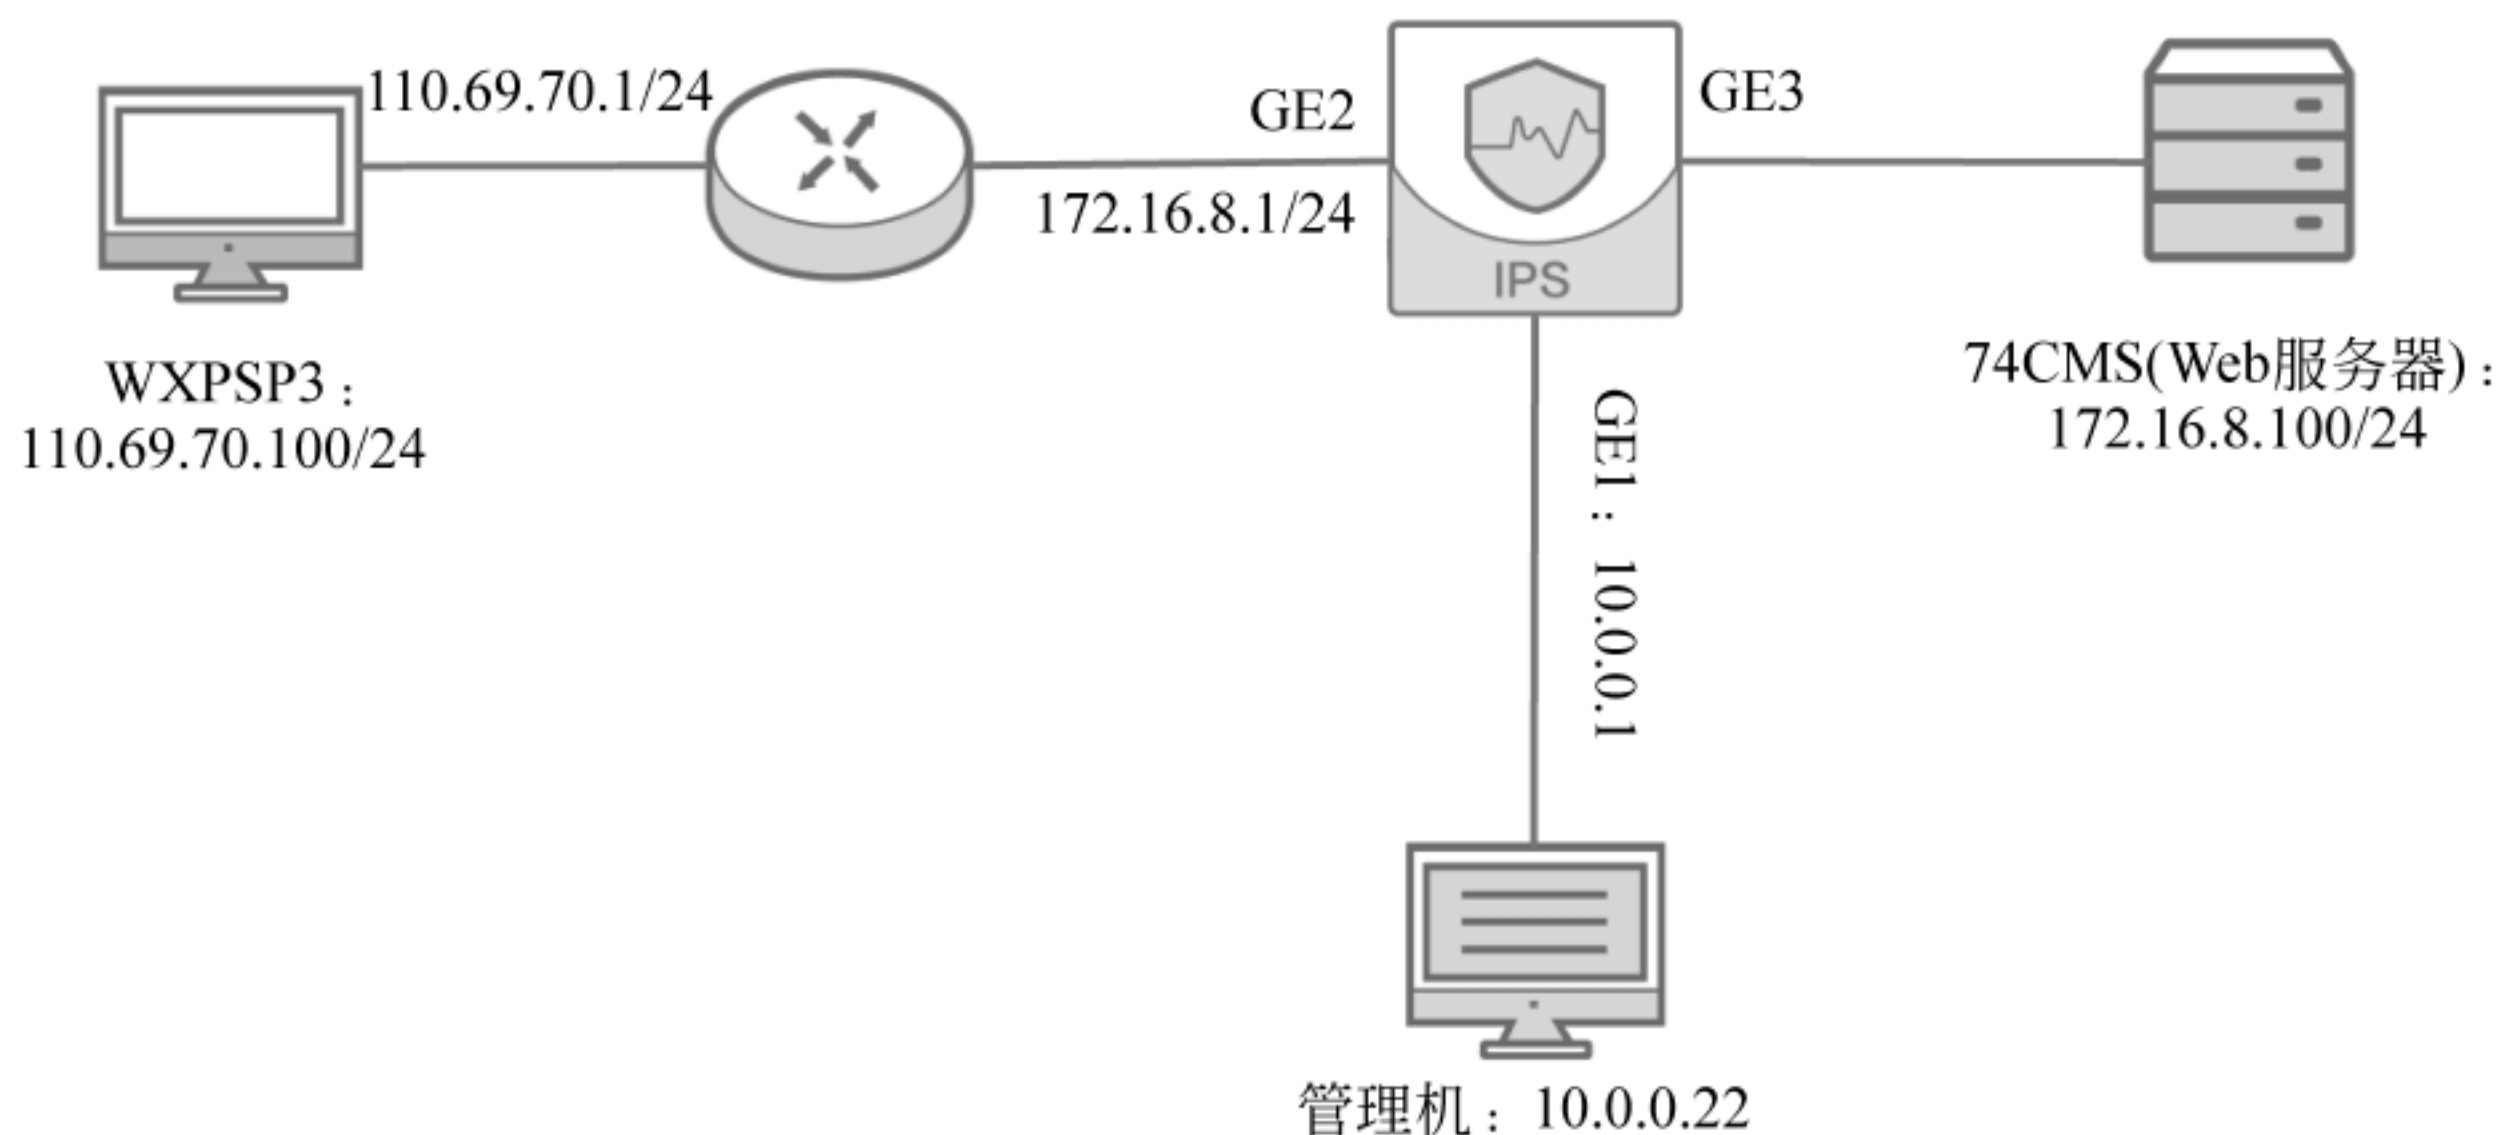 110.69.70.1/24
GE2
GE3
172.16.8.1/24
IPS
WXPSP3：
110.69.70.100/24
74CMS(Web服务器)：
172.16.8.100/24
GE1： 10.0.0.1
管理机：10.0.0.22